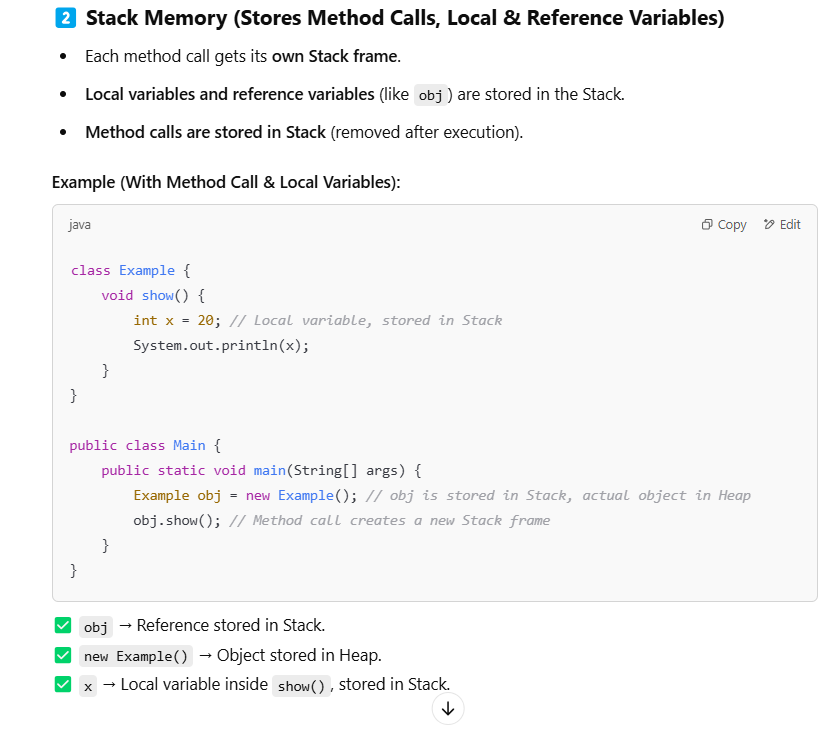 2 Stack Memory (Stores Method Calls, Local & Reference Variables)
• Each method call gets its own Stack frame.
• Local variables and reference variables (like obj) are stored in the Stack.
• Method calls are stored in Stack (removed after execution).
Example (With Method Call & Local Variables):
java Copy Edit
class Example {
    void show() {
        int x = 20; // Local variable, stored in Stack
        System.out.println(x);
    }
}
public class Main {
    public static void main(String[] args) {
        Example obj = new Example(); // obj is stored in Stack, actual object in Heap
        obj.show(); // Method call creates a new Stack frame
    }
}
✅ obj → Reference stored in Stack.
✅ new Example() → Object stored in Heap.
✅ x → Local variable inside show(), stored in Stack.